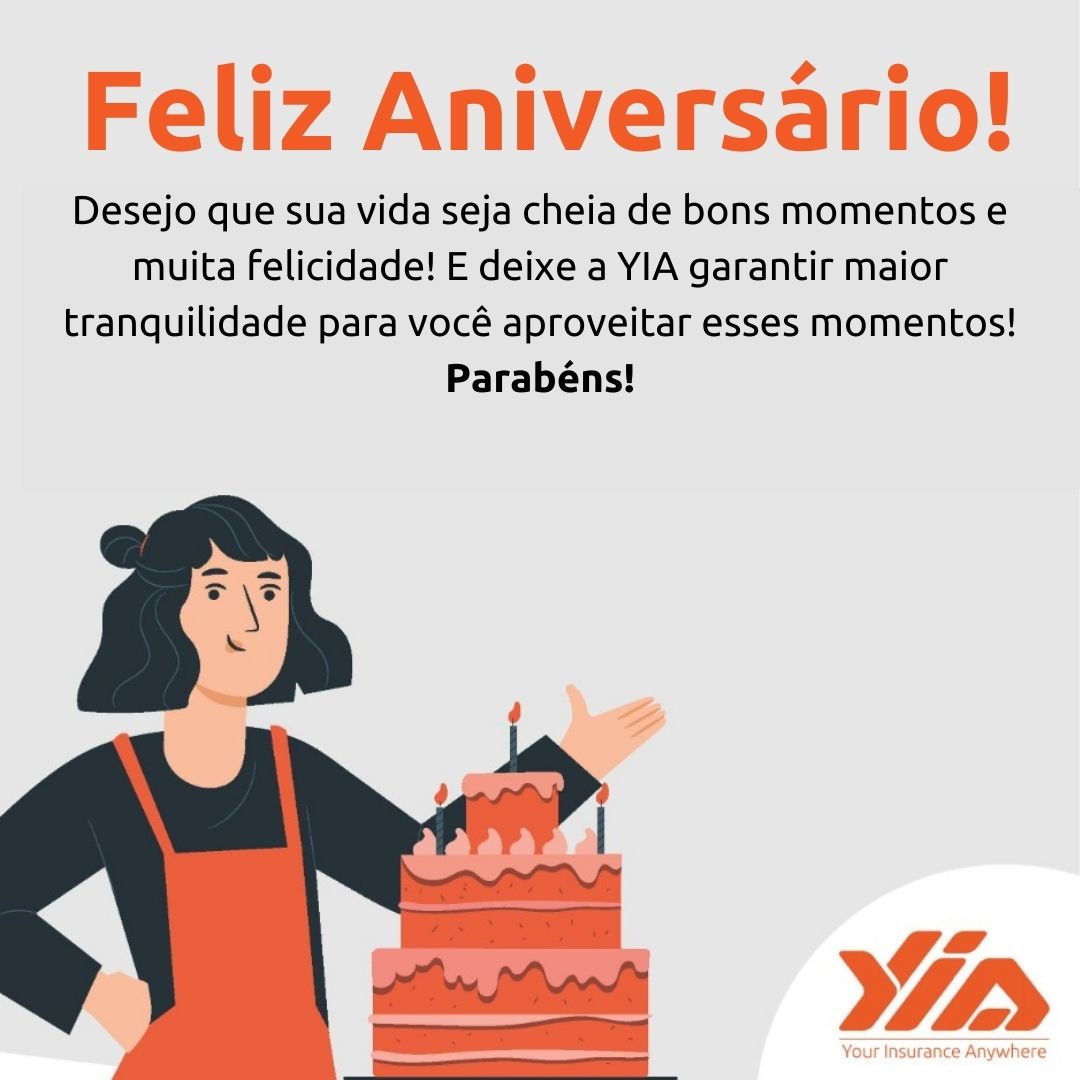 Feliz Aniversário!
Desejo que sua vida seja cheia de bons momentos e
muita felicidade! E deixe a YIA garantir maior
tranquilidade para você aproveitar esses momentos!
Parabéns!
YIA
Your Insurance Anywhere